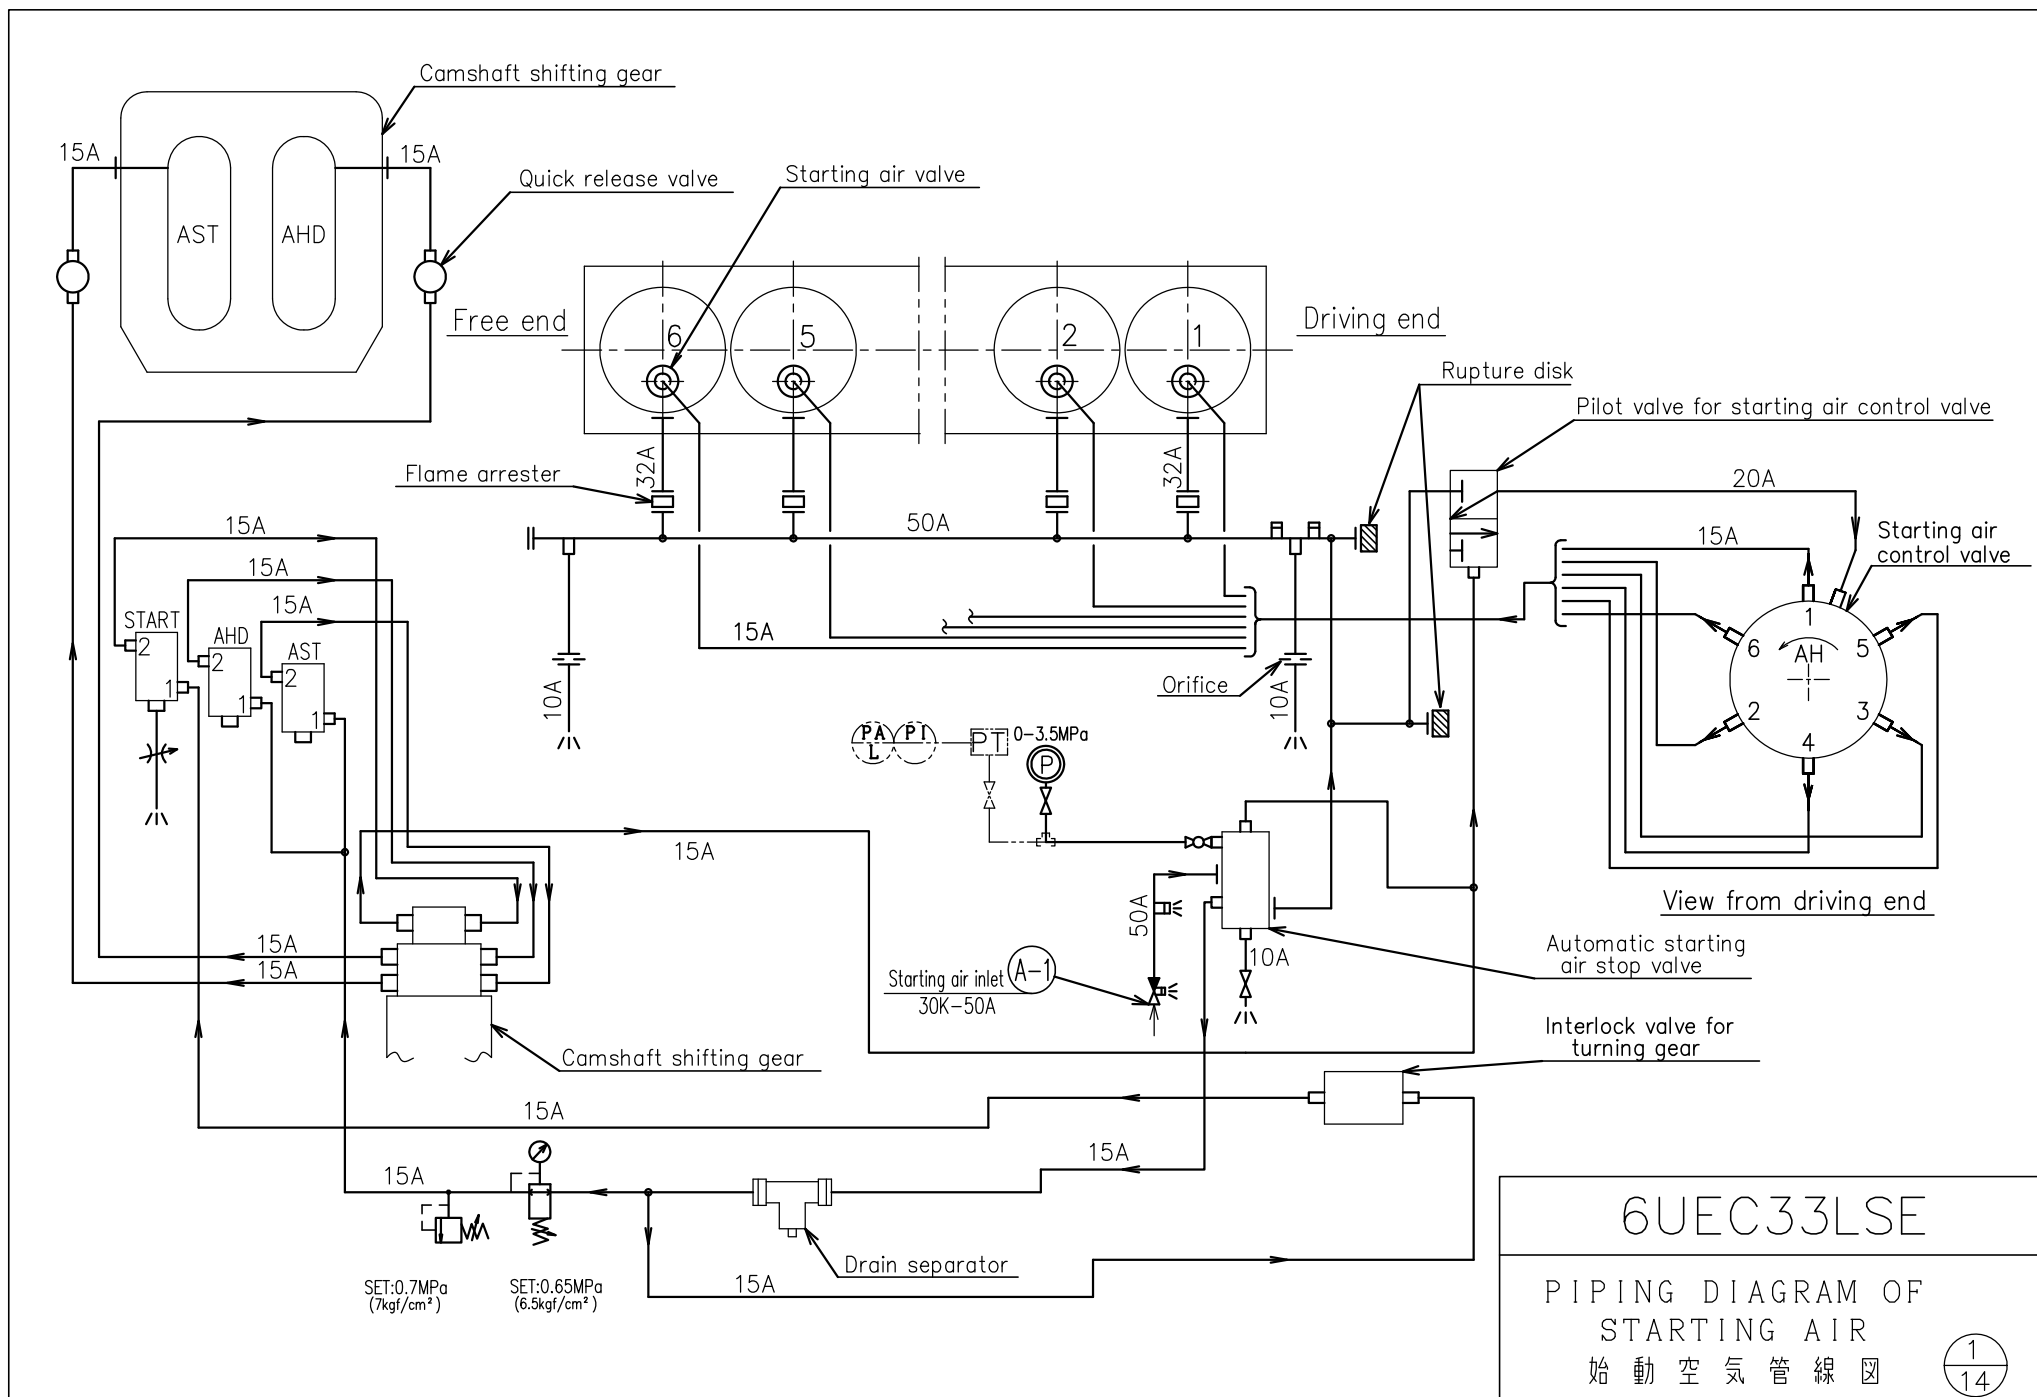 Camshaft shifting gear
15A
15A
Quick release valve
Starting air valve
AST
AHD
Free end
6
5
2
1
Driving end
Rupture disk
Pilot valve for starting air control valve
Flame arrester
32A
32A
20A
15A
50A
15A
Starting air
control valve
15A
15A
START
2
1
AHD
2
1
AST
2
1
15A
10A
Orifice
10A
1
6
5
AH
2
3
4
PA
L
PI
PT
0-3.5MPa
P
15A
View from driving end
50A
15A
15A
Starting air inlet
30K-50A
A-1
10A
Automatic starting
air stop valve
Interlock valve for
turning gear
Camshaft shifting gear
15A
15A
15A
Drain separator
15A
SET:0.7MPa
(7kgf/cm²)
SET:0.65MPa
(6.5kgf/cm²)
6UEC33LSE
PIPING DIAGRAM OF
STARTING AIR
始動空気管線図
1
14